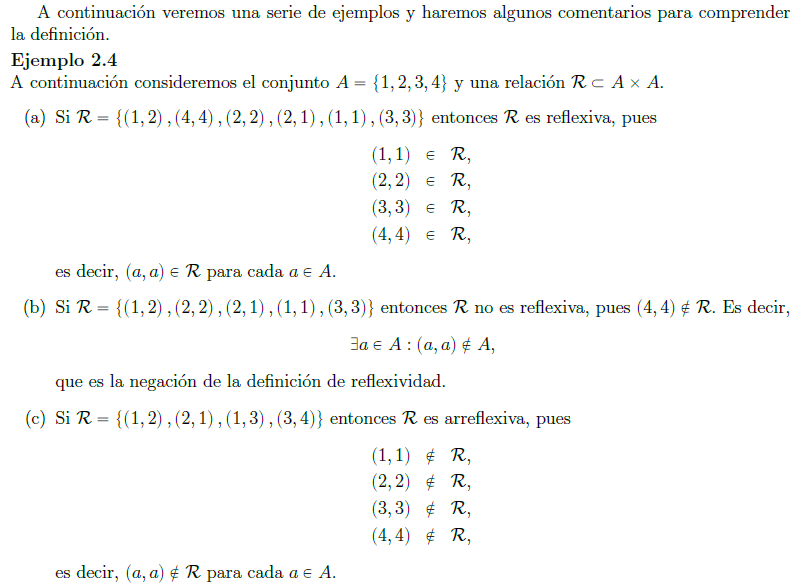 A continuación veremos una serie de ejemplos y haremos algunos comentarios para comprender
la definición.
Ejemplo 2.4
A continuación consideremos el conjunto A = {1, 2, 3, 4} y una relación ℛ ⊂ A × A.
(a) Si ℛ = {(1, 2) , (4, 4) , (2, 2) , (2, 1) , (1, 1) , (3, 3)} entonces ℛ es reflexiva, pues
(1, 1) ∈ ℛ,
(2, 2) ∈ ℛ,
(3, 3) ∈ ℛ,
(4, 4) ∈ ℛ,
es decir, (a, a) ∈ ℛ para cada a ∈ A.
(b) Si ℛ = {(1, 2) , (2, 2) , (2, 1) , (1, 1) , (3, 3)} entonces ℛ no es reflexiva, pues (4, 4) ∉ ℛ. Es decir,
∃a ∈ A : (a, a) ∉ A,
que es la negación de la definición de reflexividad.
(c) Si ℛ = {(1, 2) , (2, 1) , (1, 3) , (3, 4)} entonces ℛ es arreflexiva, pues
(1, 1) ∉ ℛ,
(2, 2) ∉ ℛ,
(3, 3) ∉ ℛ,
(4, 4) ∉ ℛ,
es decir, (a, a) ∉ ℛ para cada a ∈ A.